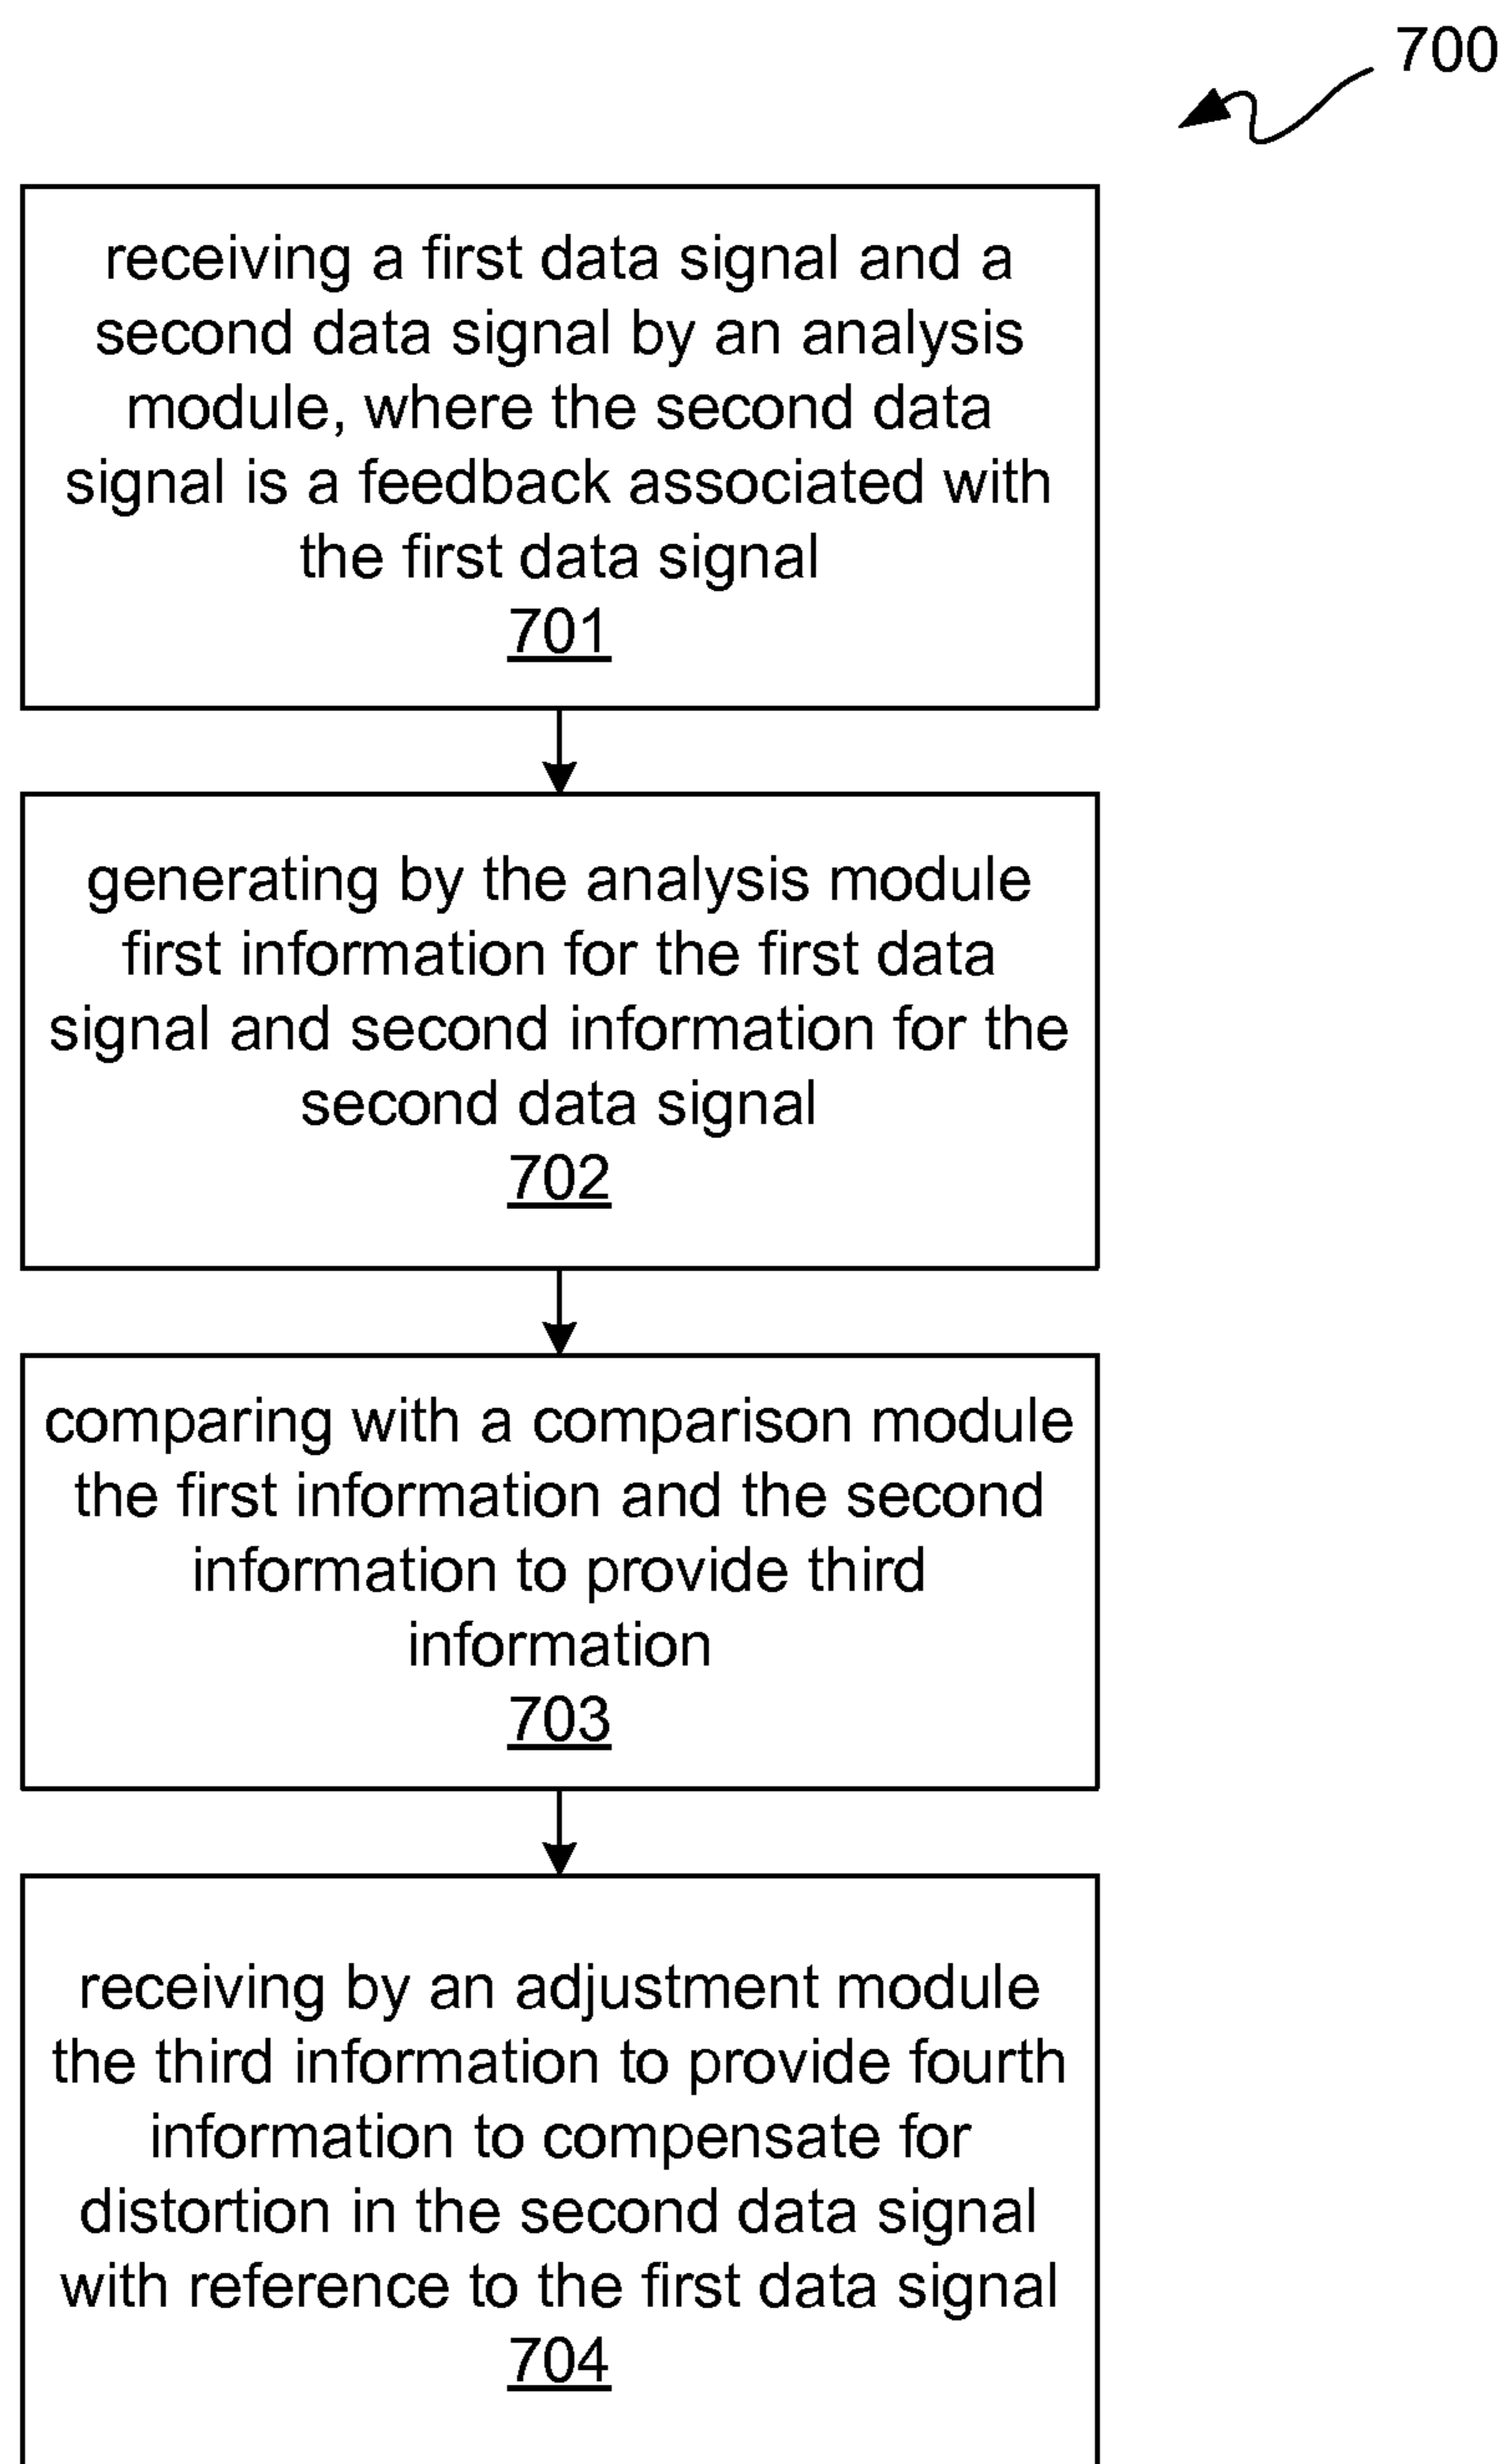 700
receiving a first data signal and a
second data signal by an analysis
module, where the second data
signal is a feedback associated with
the first data signal
701
generating by the analysis module
first information for the first data
signal and second information for the
second data signal
702
comparing with a comparison module
the first information and the second
information to provide third
information
703
receiving by an adjustment module
the third information to provide fourth
information to compensate for
distortion in the second data signal
with reference to the first data signal
704